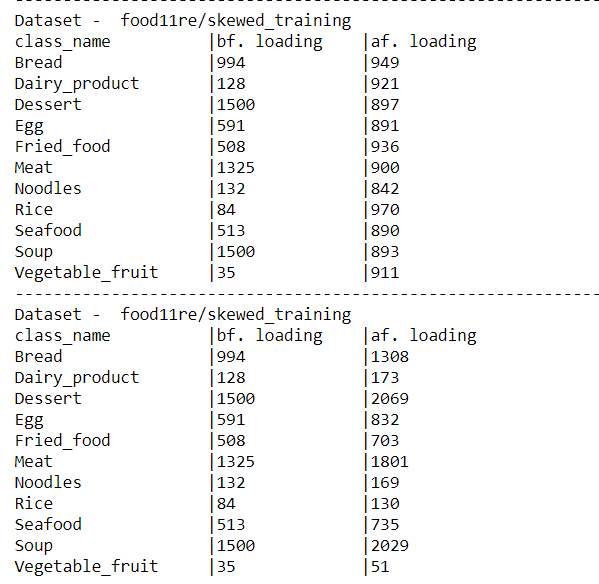 ------------------------------------------------------------
Dataset -  food11re/skewed_training
class_name          |bf. loading    |af. loading
Bread               |994            |949
Dairy_product       |128            |921
Dessert             |1500           |897
Egg                 |591            |891
Fried_food          |508            |936
Meat                |1325           |900
Noodles             |132            |842
Rice                |84             |970
Seafood             |513            |890
Soup                |1500           |893
Vegetable_fruit     |35             |911
------------------------------------------------------------
Dataset -  food11re/skewed_training
class_name          |bf. loading    |af. loading
Bread               |994            |1308
Dairy_product       |128            |173
Dessert             |1500           |2069
Egg                 |591            |832
Fried_food          |508            |703
Meat                |1325           |1801
Noodles             |132            |169
Rice                |84             |130
Seafood             |513            |735
Soup                |1500           |2029
Vegetable_fruit     |35             |51